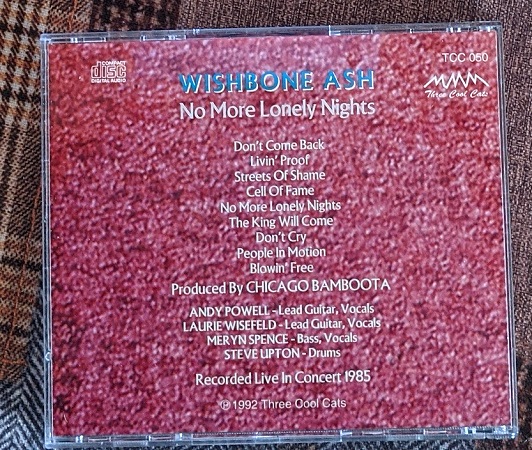 COMPACT
disc
DIGITAL AUDIO
TCC 050
Three Cool Cats
WISHBONE ASH
No More Lonely Nights
Don't Come Back
Livin' Proof
Streets Of Shame
Cell Of Fame
No More Lonely Nights
The King Will Come
Don't Cry
People In Motion
Blowin' Free
Produced By CHICAGO BAMBOOTA
ANDY POWELL - Lead Guitar, Vocals
LAURIE WISEFELD - Lead Guitar, Vocals
MERYN SPENCE - Bass, Vocals
STEVE UPTON - Drums
Recorded Live In Concert 1985
℗ 1992 Three Cool Cats